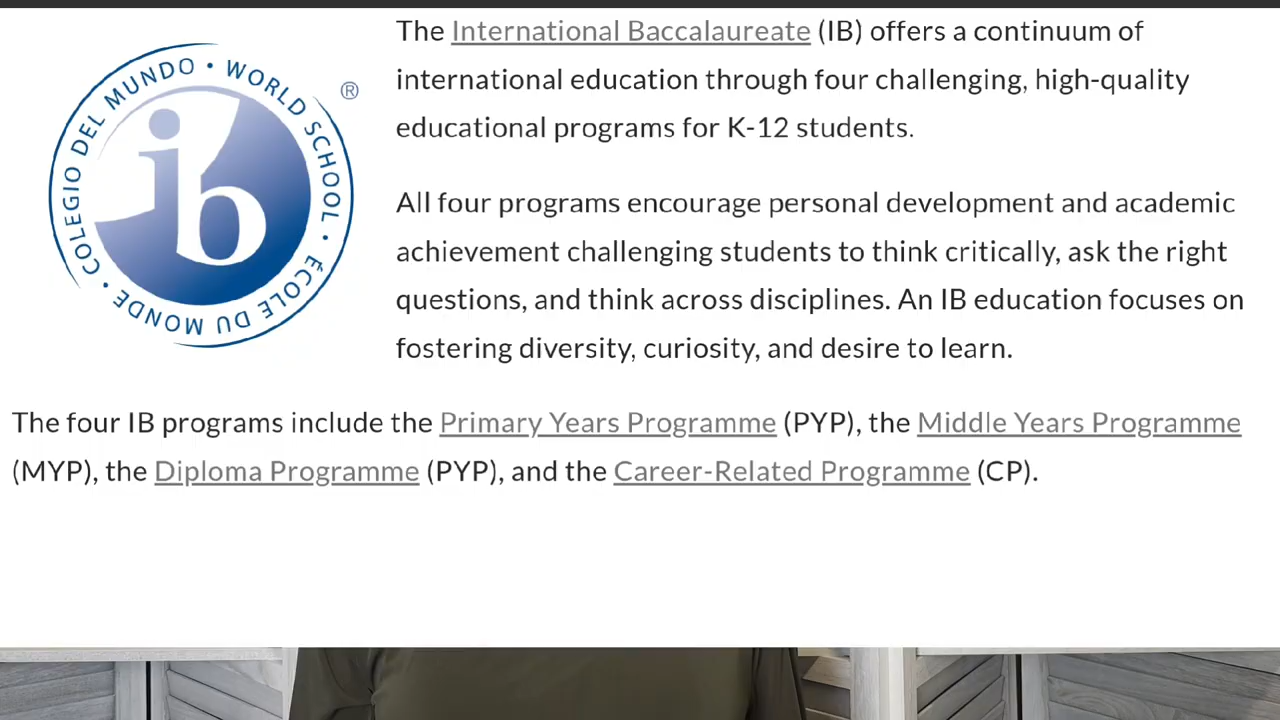 COLEGIO DEL MUNDO • WORLD SCHOOL • ÉCOLE DU MONDE •
ib
®
The International Baccalaureate (IB) offers a continuum of
international education through four challenging, high-quality
educational programs for K-12 students.
All four programs encourage personal development and academic
achievement challenging students to think critically, ask the right
questions, and think across disciplines. An IB education focuses on
fostering diversity, curiosity, and desire to learn.
The four IB programs include the Primary Years Programme (PYP), the Middle Years Programme
(MYP), the Diploma Programme (PYP), and the Career-Related Programme (CP).